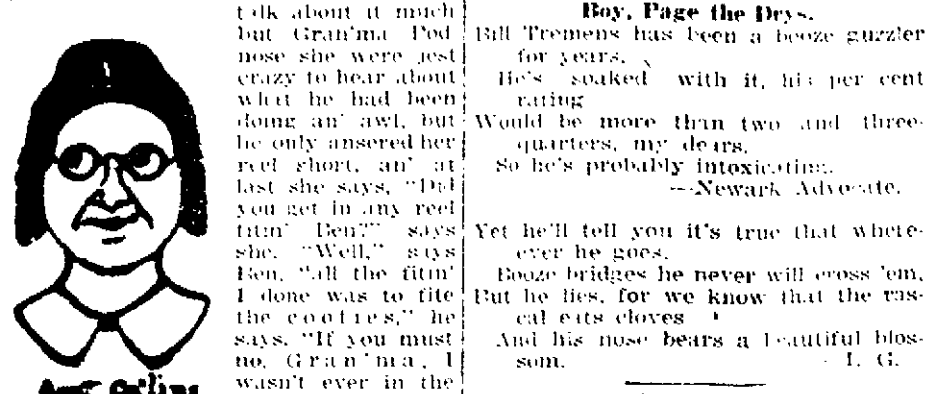 talk about it much
but Gran'ma Pod
nose she were jest
crazy to hear about
what he had been
doing an' awl, but
he only ansered her
reel short, an' at
last she says, "Did
you get in any reel
fitin' Ben?" says
she. "Well," says
Ben, "all the fitin'
I done was to fite
the cooties," he
says. "If you must
no, Gran'ma, I
wasn't ever in the
Boy, Page the Drys.
Bill Tremens has been a booze guzzler
for years.
He's soaked with it, his per cent
rating
Would be more than two and three-
quarters, my dears,
So he's probably intoxicating.
—Newark Advocate.
Yet he'll tell you it's true that where-
ever he goes,
Booze bridges he never will cross 'em,
But he lies, for we know that the ras-
cal eats cloves
And his nose bears a beautiful blos-
som. I. G.